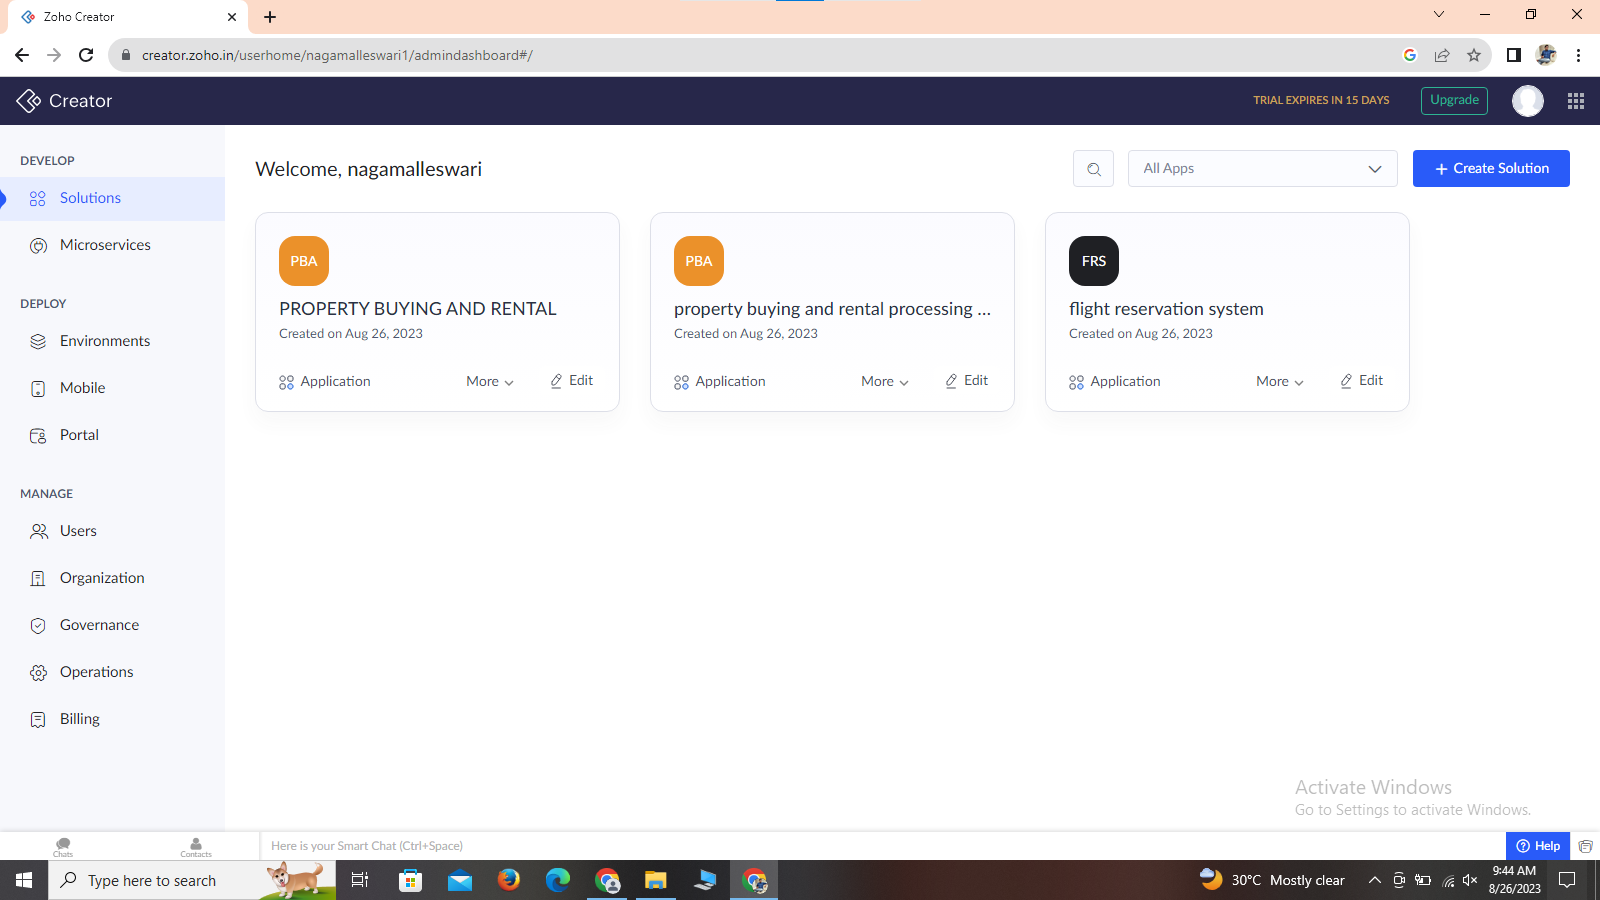 Zoho Creator
creator.zoho.in/userhome/nagamalleswari1/admindashboard#/
Creator
TRIAL EXPIRES IN 15 DAYS
Upgrade
DEVELOP
Solutions
Microservices
DEPLOY
Environments
Mobile
Portal
MANAGE
Users
Organization
Governance
Operations
Billing
Welcome, nagamalleswari
All Apps
+ Create Solution
PBA
PROPERTY BUYING AND RENTAL
Created on Aug 26, 2023
Application More Edit
PBA
property buying and rental processing ...
Created on Aug 26, 2023
Application More Edit
FRS
flight reservation system
Created on Aug 26, 2023
Application More Edit
Activate Windows
Go to Settings to activate Windows.
Chats
Contacts
Here is your Smart Chat (Ctrl+Space)
Help
Type here to search
30°C Mostly clear
9:44 AM
8/26/2023